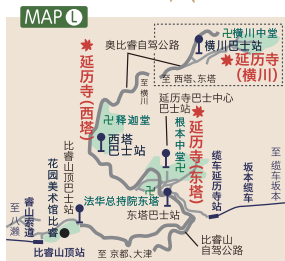 MAP L
卍横川中堂
横川巴士站
延历寺
(横川)
奥比睿自驾公路
至 西塔、东塔
至 横川
延历寺(西塔)
延历寺巴士中心
巴士站
卍释迦堂
西塔
巴士站
根本中堂卍
延历寺(东塔)
比睿山顶巴士站
花园美术馆比睿
卍
法华总持院东塔
东塔巴士站
缆车延历寺站
坂本缆车
至 缆车坂本
至 八濑
睿山索道
比睿山顶站
至 京都、大津
比睿山
自驾公路